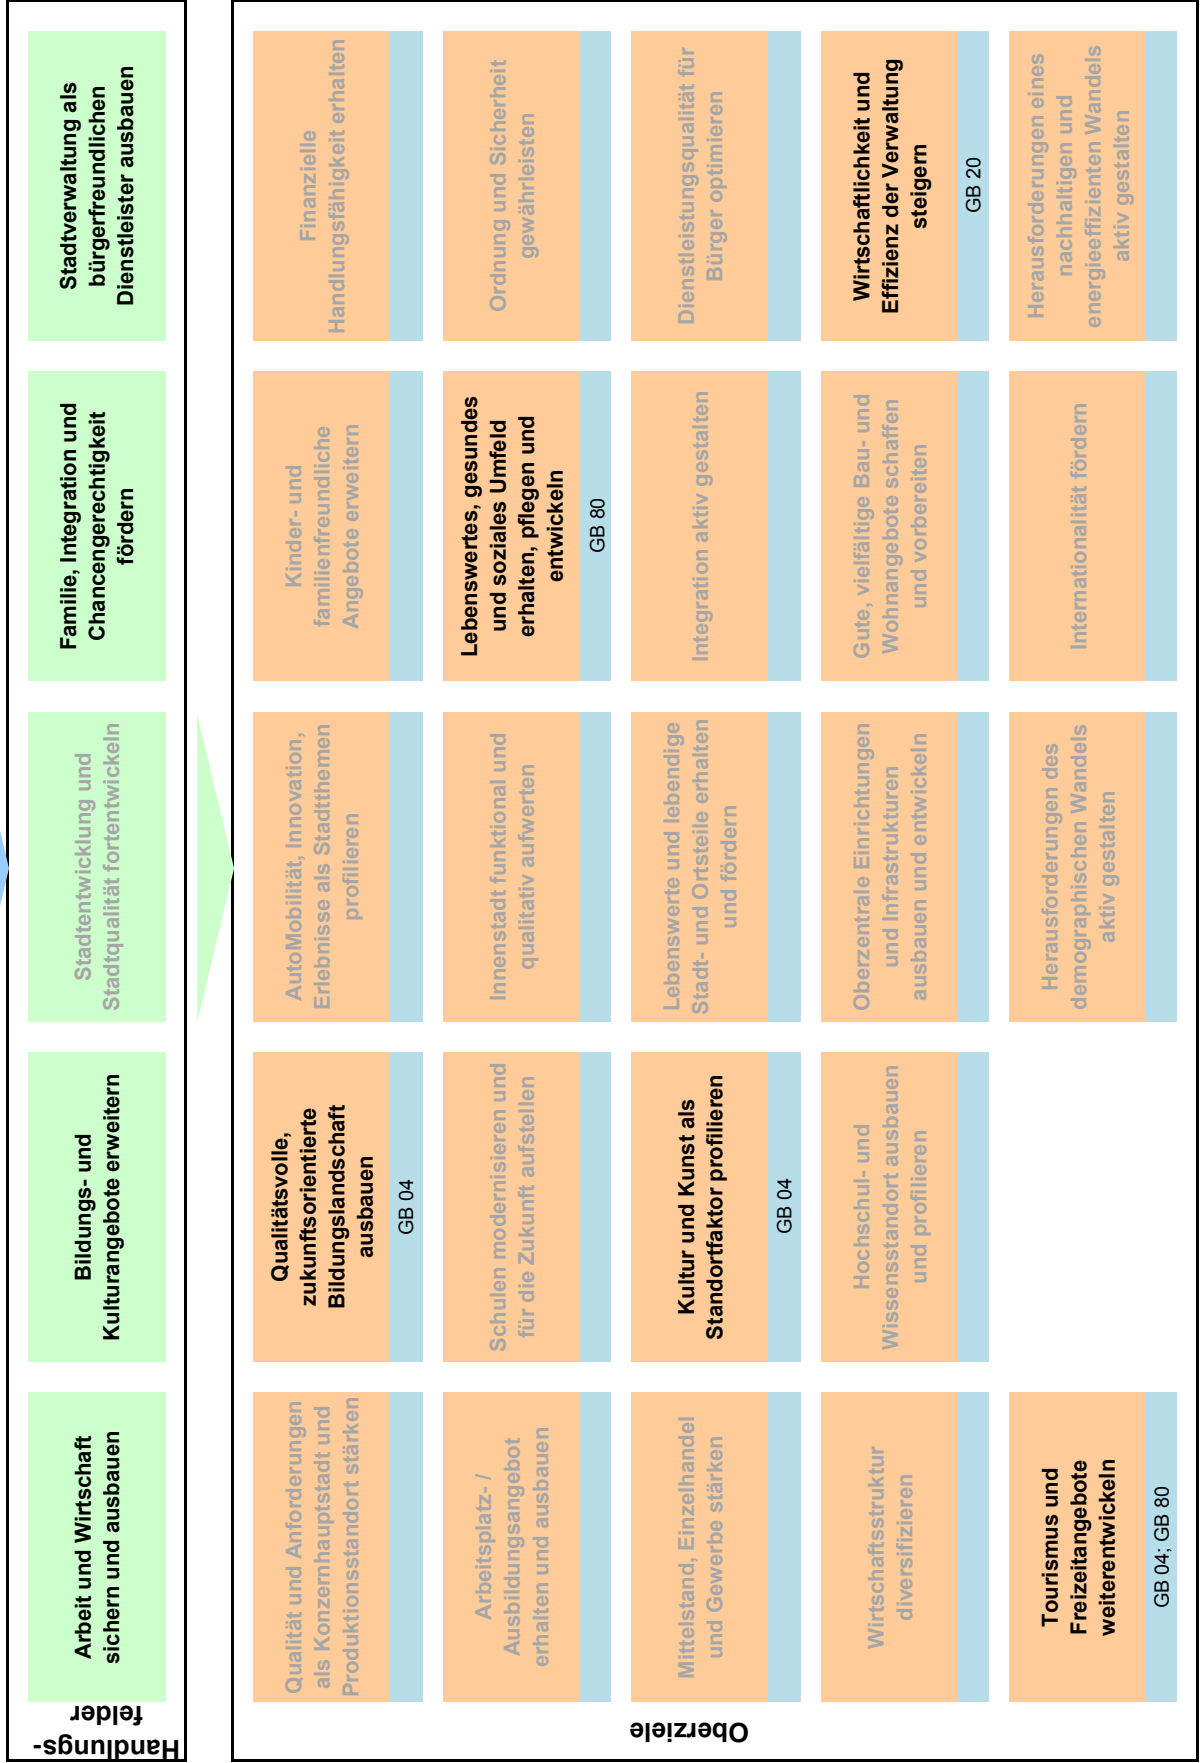 Handlungs-
felder
Arbeit und Wirtschaft
sichern und ausbauen
Bildungs- und
Kulturangebote erweitern
Stadtentwicklung und
Stadtqualität fortentwickeln
Familie, Integration und
Chancengerechtigkeit
fördern
Stadtverwaltung als
bürgerfreundlichen
Dienstleister ausbauen
Oberziele
Qualität und Anforderungen
als Konzernhauptstadt und
Produktionsstandort stärken
Qualitätsvolle,
zukunftsorientierte
Bildungslandschaft
ausbauen
GB 04
AutoMobilität, Innovation,
Erlebnisse als Stadtthemen
profilieren
Kinder- und
familienfreundliche
Angebote erweitern
Finanzielle
Handlungsfähigkeit erhalten
Arbeitsplatz- /
Ausbildungsangebot
erhalten und ausbauen
Schulen modernisieren und
für die Zukunft aufstellen
Innenstadt funktional und
qualitativ aufwerten
Lebenswertes, gesundes
und soziales Umfeld
erhalten, pflegen und
entwickeln
GB 80
Ordnung und Sicherheit
gewährleisten
Mittelstand, Einzelhandel
und Gewerbe stärken
Kultur und Kunst als
Standortfaktor profilieren
GB 04
Lebenswerte und lebendige
Stadt- und Ortsteile erhalten
und fördern
Integration aktiv gestalten
Dienstleistungsqualität für
Bürger optimieren
Wirtschaftsstruktur
diversifizieren
Hochschul- und
Wissensstandort ausbauen
und profilieren
Oberzentrale Einrichtungen
und Infrastrukturen
ausbauen und entwickeln
Gute, vielfältige Bau- und
Wohnangebote schaffen
und vorbereiten
Wirtschaftlichkeit und
Effizienz der Verwaltung
steigern
GB 20
Tourismus und
Freizeitangebote
weiterentwickeln
GB 04; GB 80
Herausforderungen des
demographischen Wandels
aktiv gestalten
Internationalität fördern
Herausforderungen eines
nachhaltigen und
energieeffizienten Wandels
aktiv gestalten